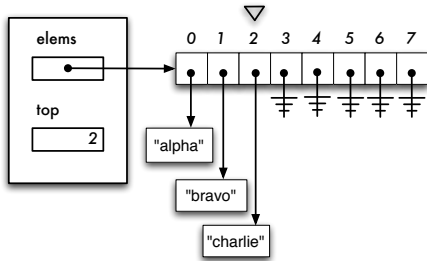 elems
0 1 2 3 4 5 6 7
top
2
"alpha"
"bravo"
"charlie"